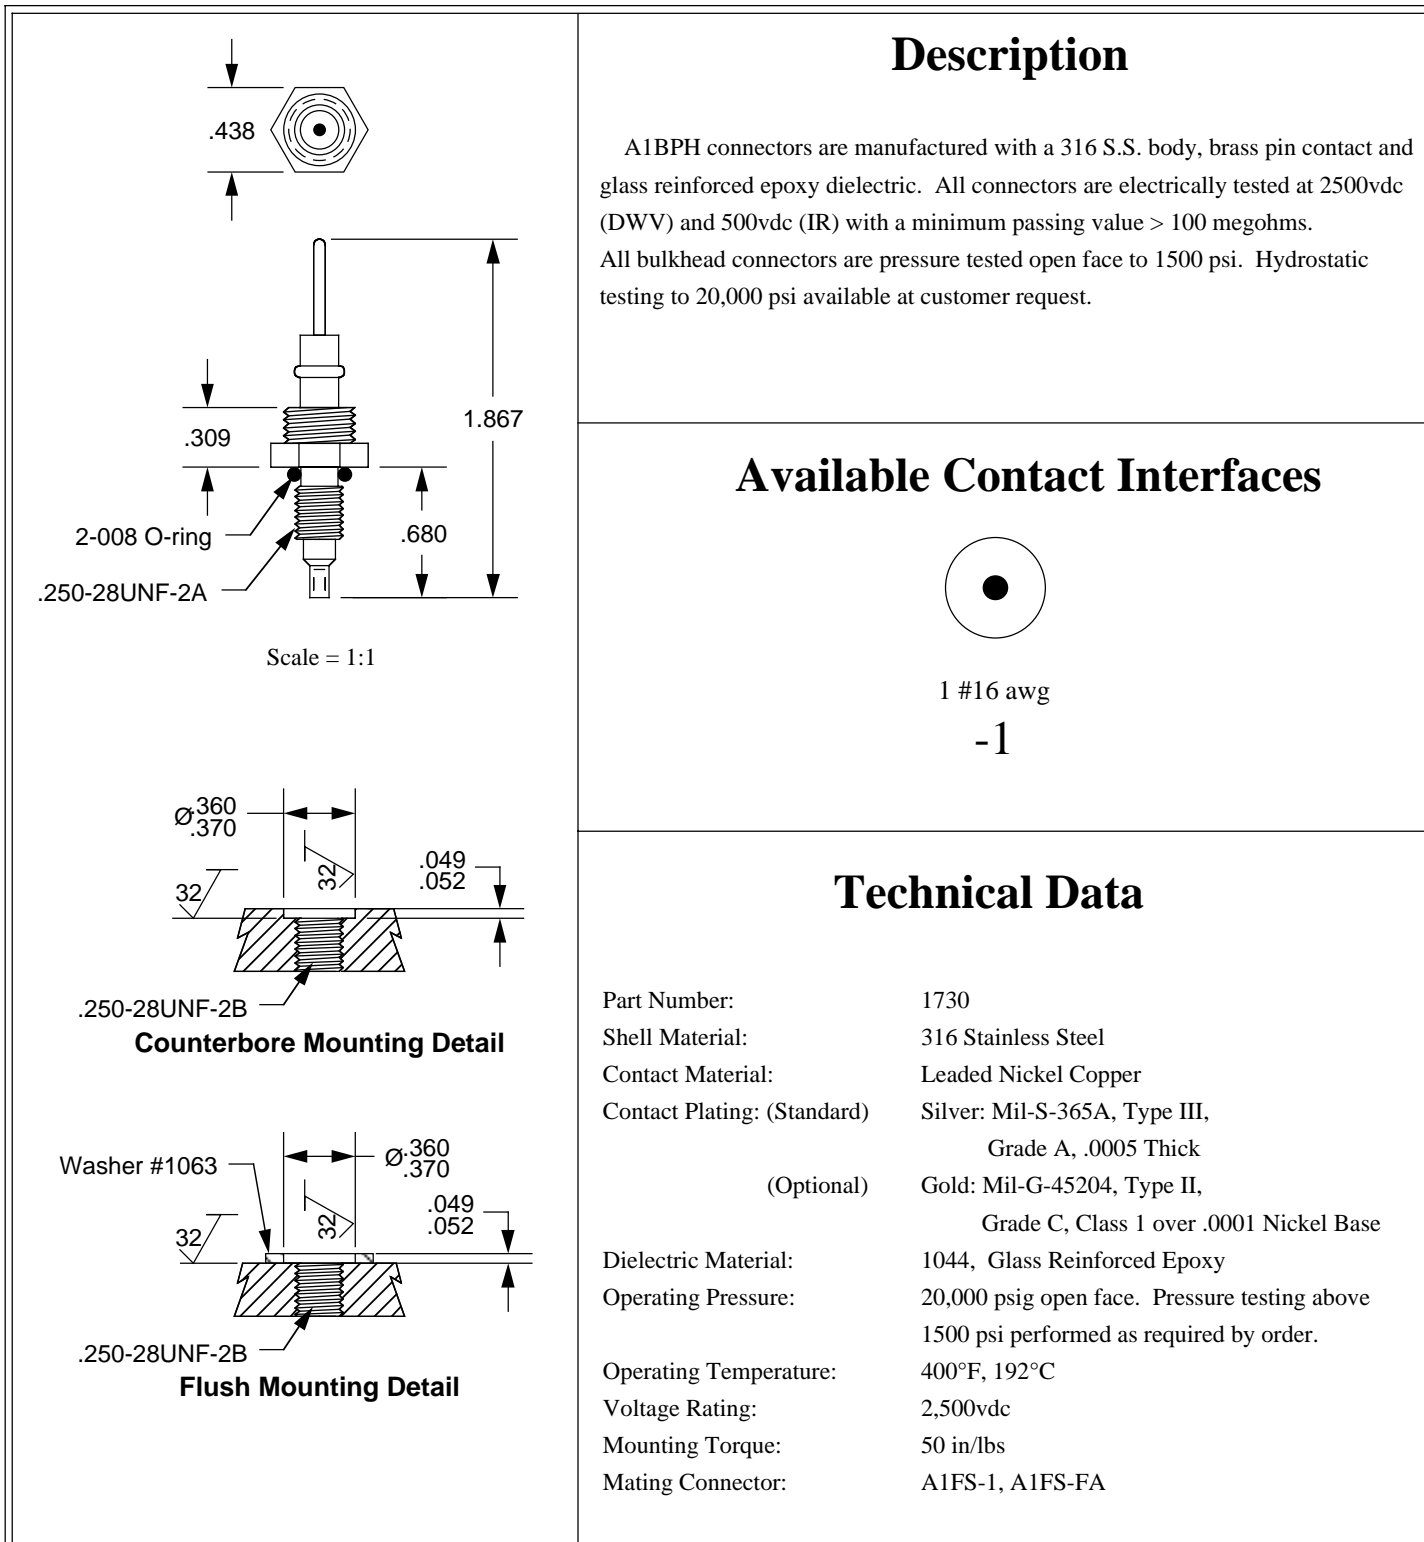 .438
1.867
.309
.680
2-008 O-ring
.250-28UNF-2A
Scale = 1:1
Ø.360
.370
32
32
.049
.052
.250-28UNF-2B
Counterbore Mounting Detail
Washer #1063
Ø.360
.370
32
32
.049
.052
.250-28UNF-2B
Flush Mounting Detail
Description
A1BPH connectors are manufactured with a 316 S.S. body, brass pin contact and
glass reinforced epoxy dielectric.  All connectors are electrically tested at 2500vdc
(DWV) and 500vdc (IR) with a minimum passing value > 100 megohms.
All bulkhead connectors are pressure tested open face to 1500 psi.  Hydrostatic
testing to 20,000 psi available at customer request.
Available Contact Interfaces
1 #16 awg
-1
Technical Data
Part Number: 1730
Shell Material: 316 Stainless Steel
Contact Material: Leaded Nickel Copper
Contact Plating: (Standard) Silver: Mil-S-365A, Type III,
Grade A, .0005 Thick
(Optional) Gold: Mil-G-45204, Type II,
Grade C, Class 1 over .0001 Nickel Base
Dielectric Material: 1044,  Glass Reinforced Epoxy
Operating Pressure: 20,000 psig open face.  Pressure testing above
1500 psi performed as required by order.
Operating Temperature: 400°F, 192°C
Voltage Rating: 2,500vdc
Mounting Torque: 50 in/lbs
Mating Connector: A1FS-1, A1FS-FA